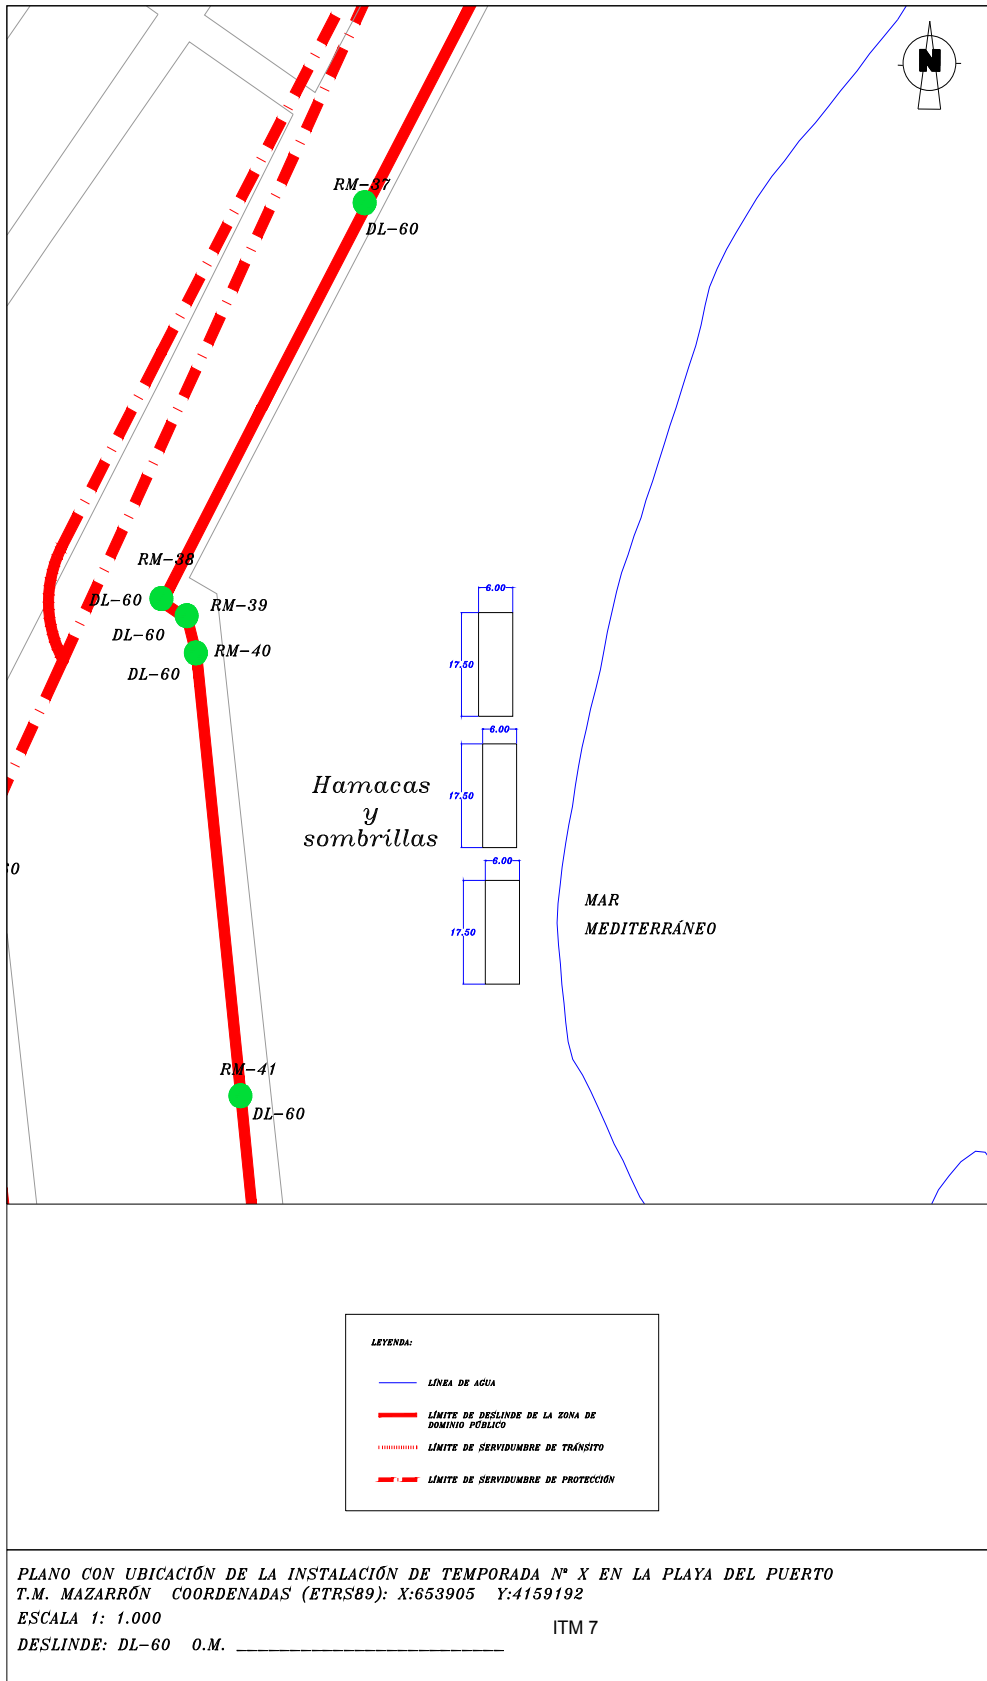 N
RM-37
DL-60
RM-38
DL-60
RM-39
DL-60
RM-40
DL-60
6.00
17.50
6.00
17.50
Hamacas
y
sombrillas
6.00
17.50
MAR
MEDITERRÁNEO
RM-41
DL-60
LEYENDA:
LÍNEA DE AGUA
LÍMITE DE DESLINDE DE LA ZONA DE
DOMINIO PÚBLICO
LÍMITE DE SERVIDUMBRE DE TRÁNSITO
LÍMITE DE SERVIDUMBRE DE PROTECCIÓN
PLANO CON UBICACIÓN DE LA INSTALACIÓN DE TEMPORADA Nº X EN LA PLAYA DEL PUERTO
T.M. MAZARRÓN COORDENADAS (ETRS89): X:653905 Y:4159192
ESCALA 1: 1.000
ITM 7
DESLINDE: DL-60 O.M. ______________________